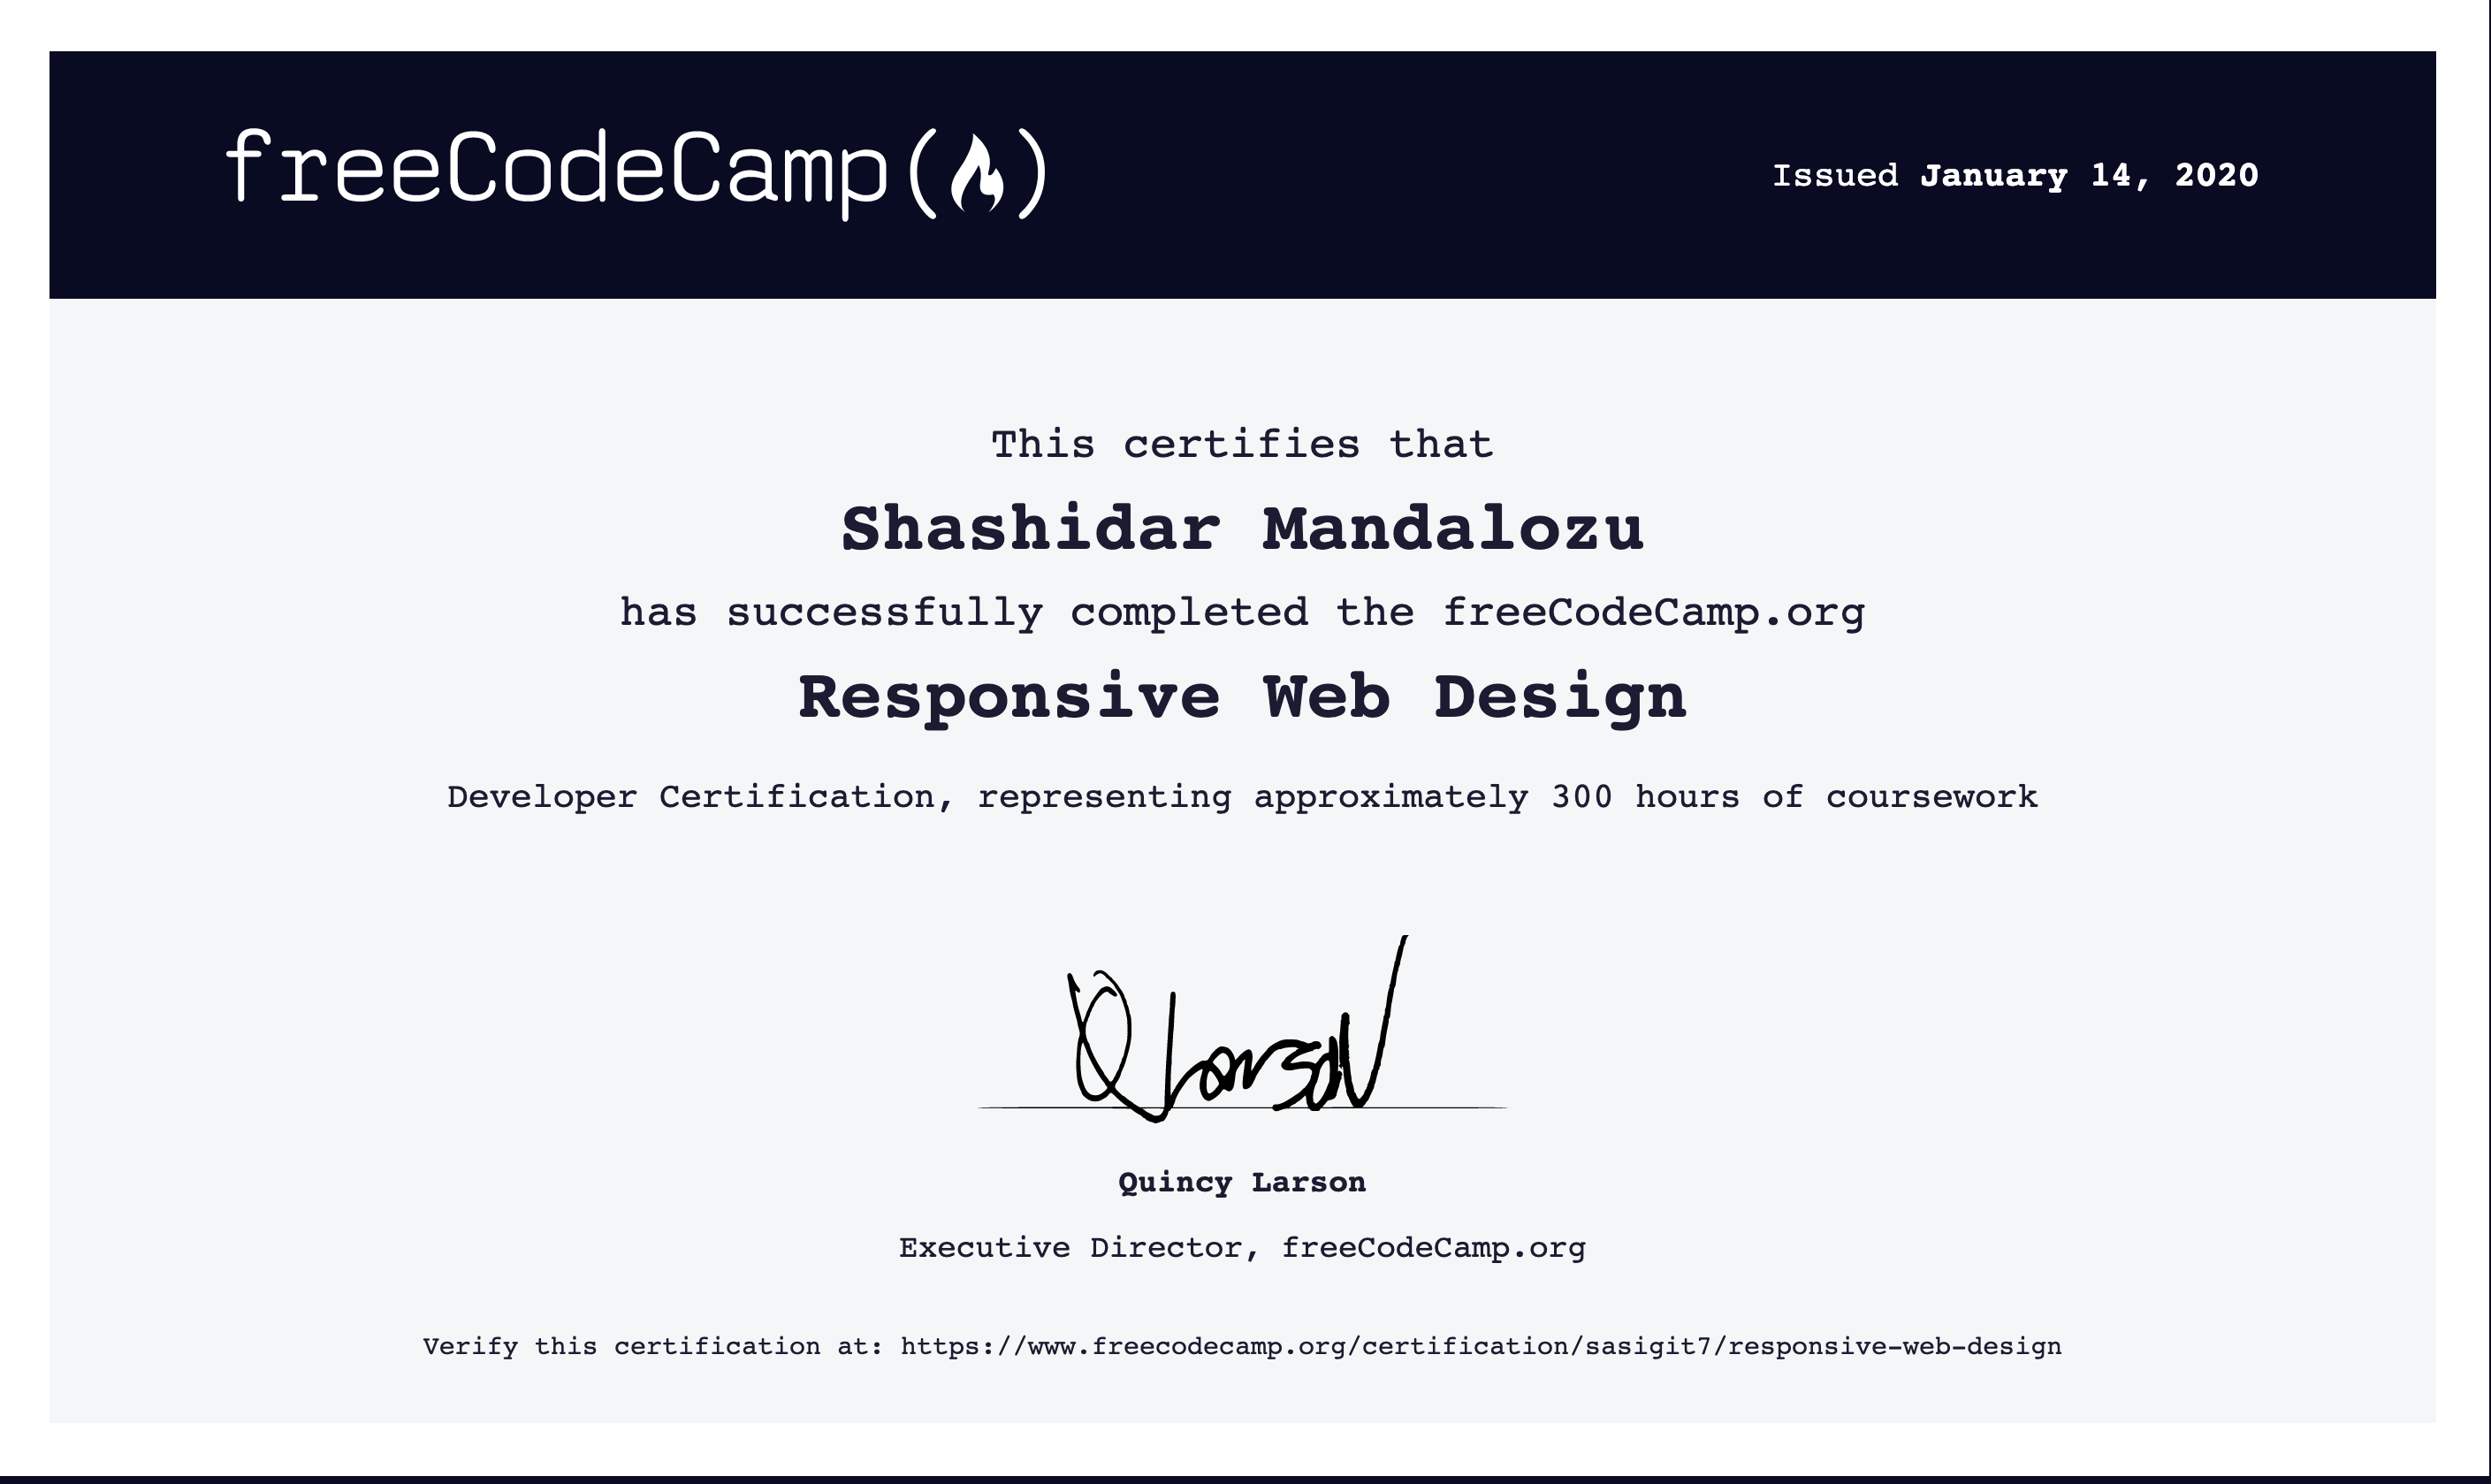 freeCodeCamp(🔥)
Issued January 14, 2020
This certifies that
Shashidar Mandalozu
has successfully completed the freeCodeCamp.org
Responsive Web Design
Developer Certification, representing approximately 300 hours of coursework
QLarson
Quincy Larson
Executive Director, freeCodeCamp.org
Verify this certification at: https://www.freecodecamp.org/certification/sasigit7/responsive-web-design